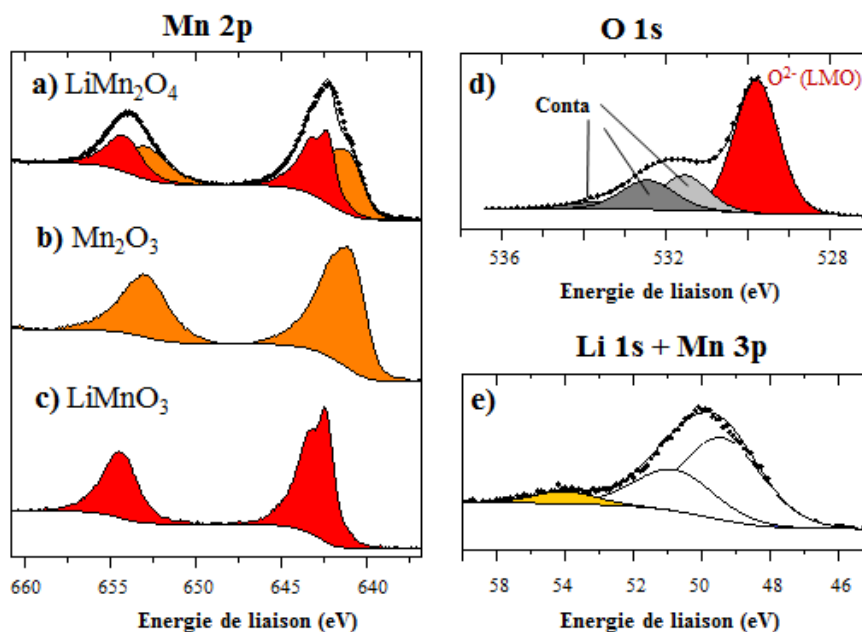 Mn 2p
a) LiMn₂O₄
b) Mn₂O₃
c) LiMnO₃
660 655 650 645 640
Energie de liaison (eV)
O 1s
d)
O²⁻ (LMO)
Conta
536 532 528
Energie de liaison (eV)
Li 1s + Mn 3p
e)
58 54 52 50 48 46
Energie de liaison (eV)